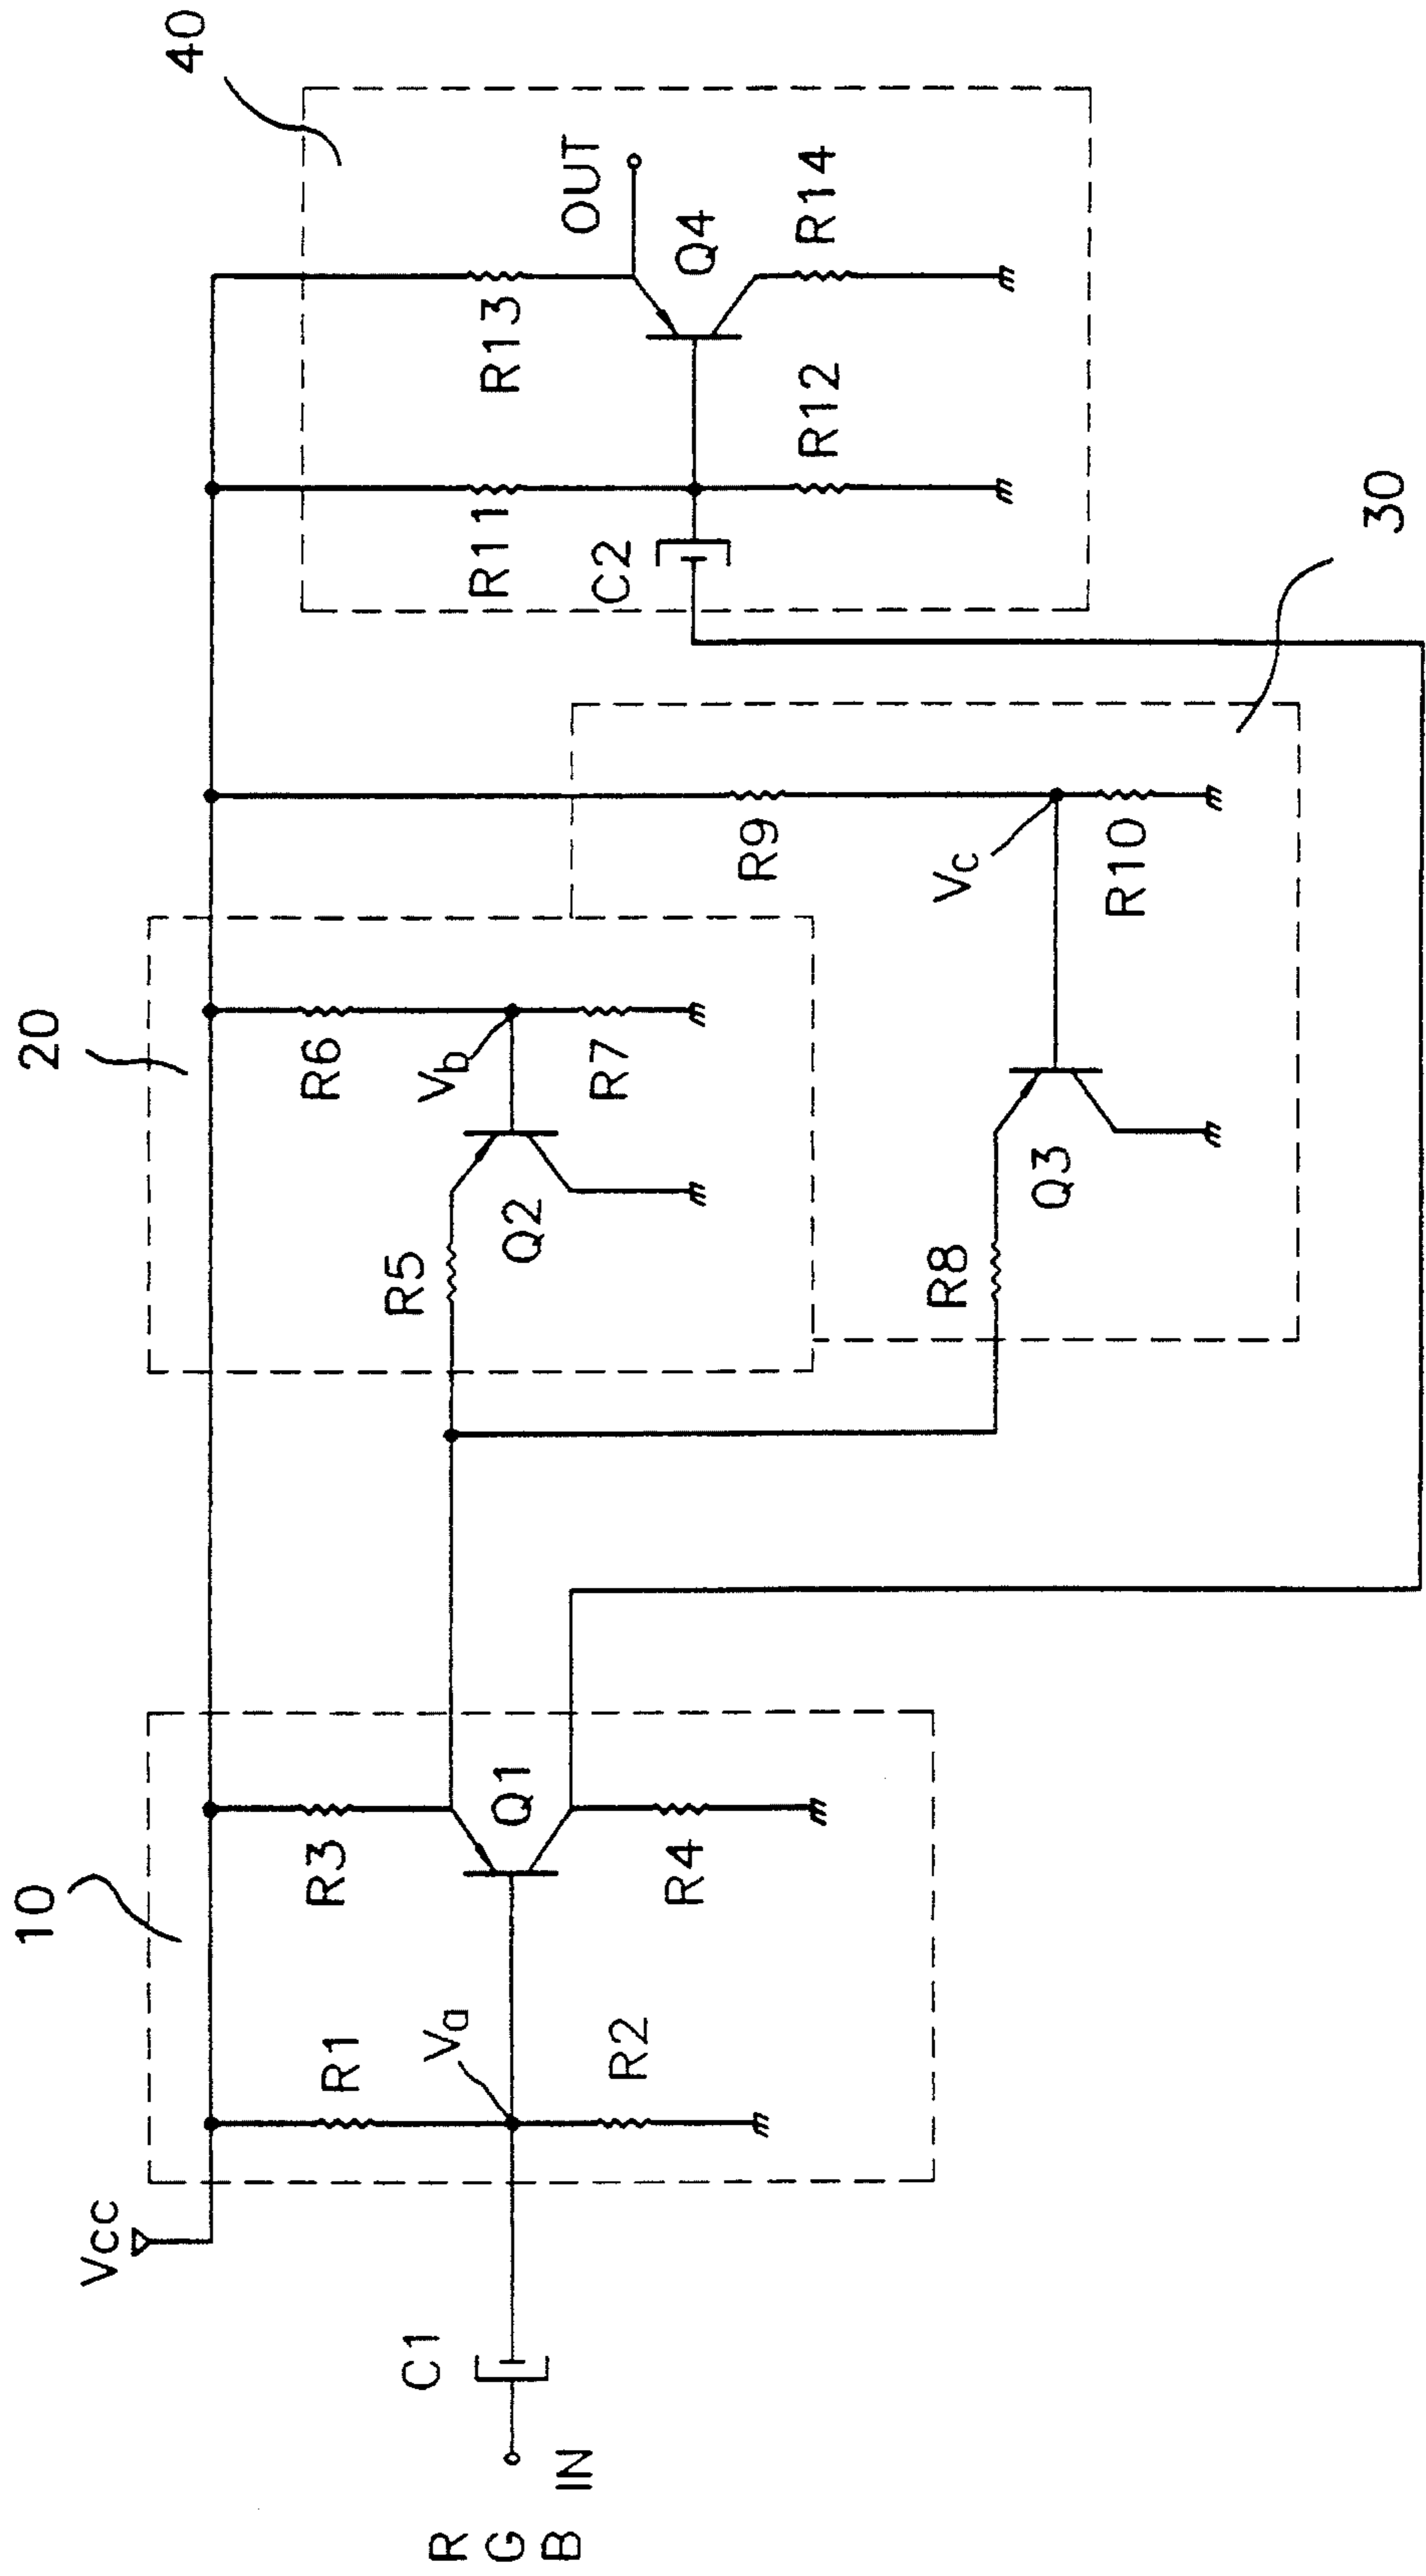 10
20
30
40
Vcc
R1
R3
R6
R11
R13
OUT
Va
Q1
R5
Vb
C2
Q4
C1
R2
R4
Q2
R7
R9
R12
R14
R
G
B
IN
R8
Q3
Vc
R10